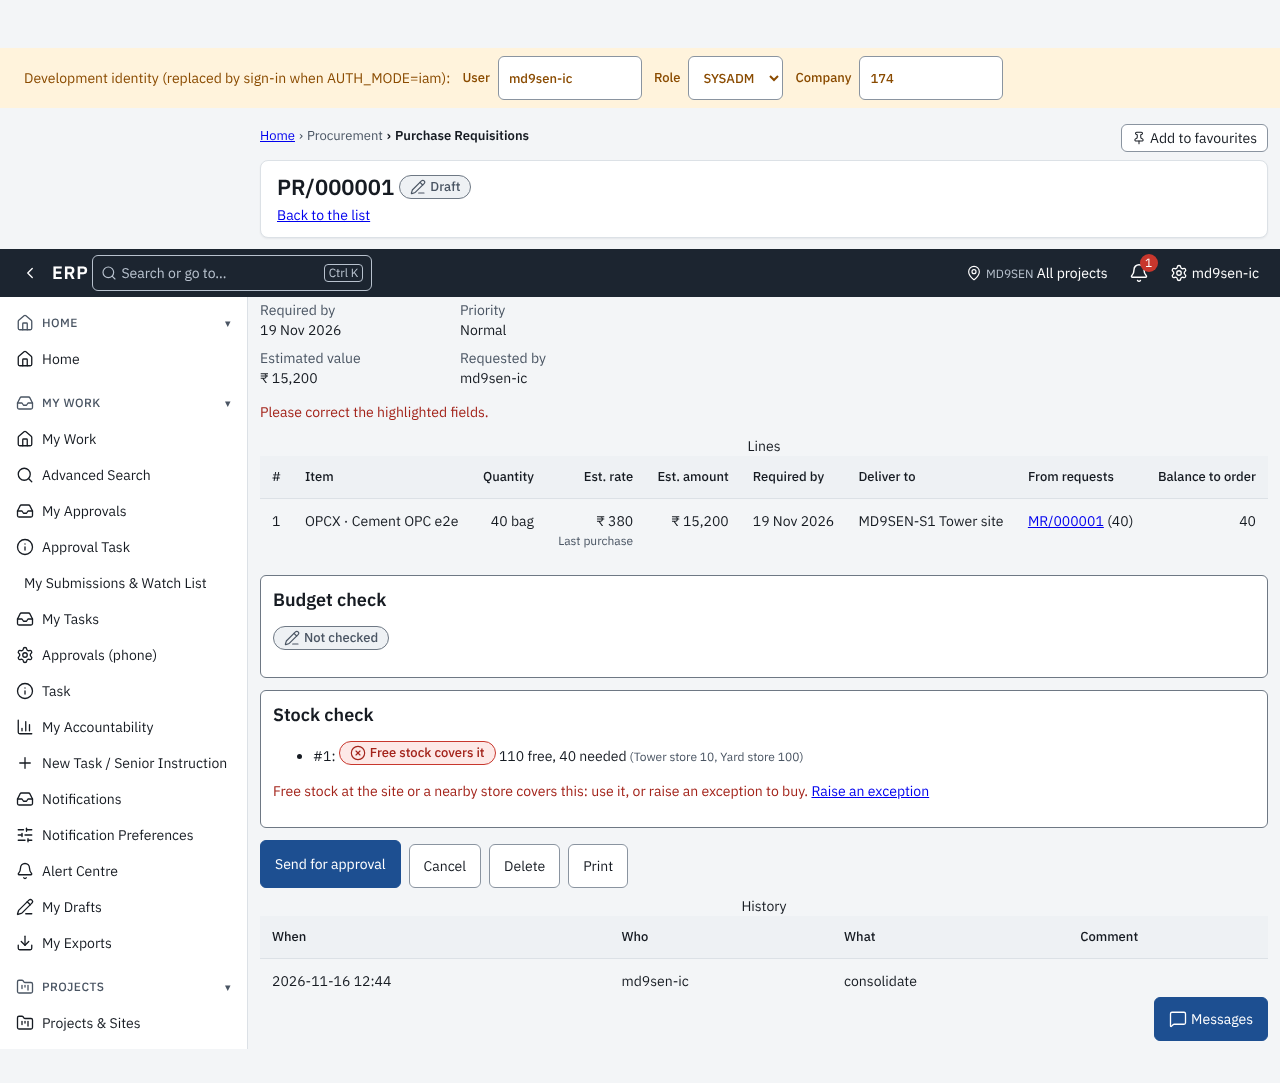 Development identity (replaced by sign-in when AUTH_MODE=iam): User md9sen-ic Role SYSADM Company 174
Home › Procurement › Purchase Requisitions
Add to favourites
PR/000001 Draft
Back to the list
ERP Search or go to... Ctrl K MD9SEN All projects 1 md9sen-ic
HOME
Home
MY WORK
My Work
Advanced Search
My Approvals
Approval Task
My Submissions & Watch List
My Tasks
Approvals (phone)
Task
My Accountability
New Task / Senior Instruction
Notifications
Notification Preferences
Alert Centre
My Drafts
My Exports
PROJECTS
Projects & Sites
Required by Priority
19 Nov 2026 Normal
Estimated value Requested by
₹ 15,200 md9sen-ic
Please correct the highlighted fields.
Lines
# Item Quantity Est. rate Est. amount Required by Deliver to From requests Balance to order
1 OPCX · Cement OPC e2e 40 bag ₹ 380 ₹ 15,200 19 Nov 2026 MD9SEN-S1 Tower site MR/000001 (40) 40
Last purchase
Budget check
Not checked
Stock check
#1: Free stock covers it 110 free, 40 needed (Tower store 10, Yard store 100)
Free stock at the site or a nearby store covers this: use it, or raise an exception to buy. Raise an exception
Send for approval Cancel Delete Print
History
When Who What Comment
2026-11-16 12:44 md9sen-ic consolidate
Messages